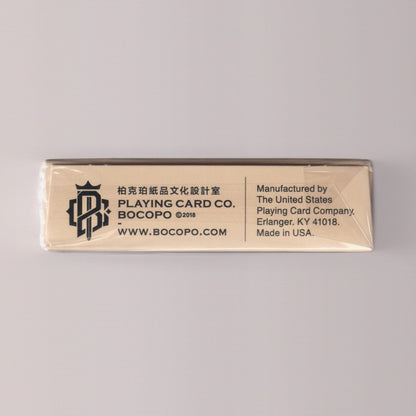 柏克珀紙品文化設計室
PLAYING CARD CO.
BOCOPO ©2018
-
WWW.BOCOPO.COM
Manufactured by
The United States
Playing Card Company,
Erlanger. KY 41018.
Made in USA.